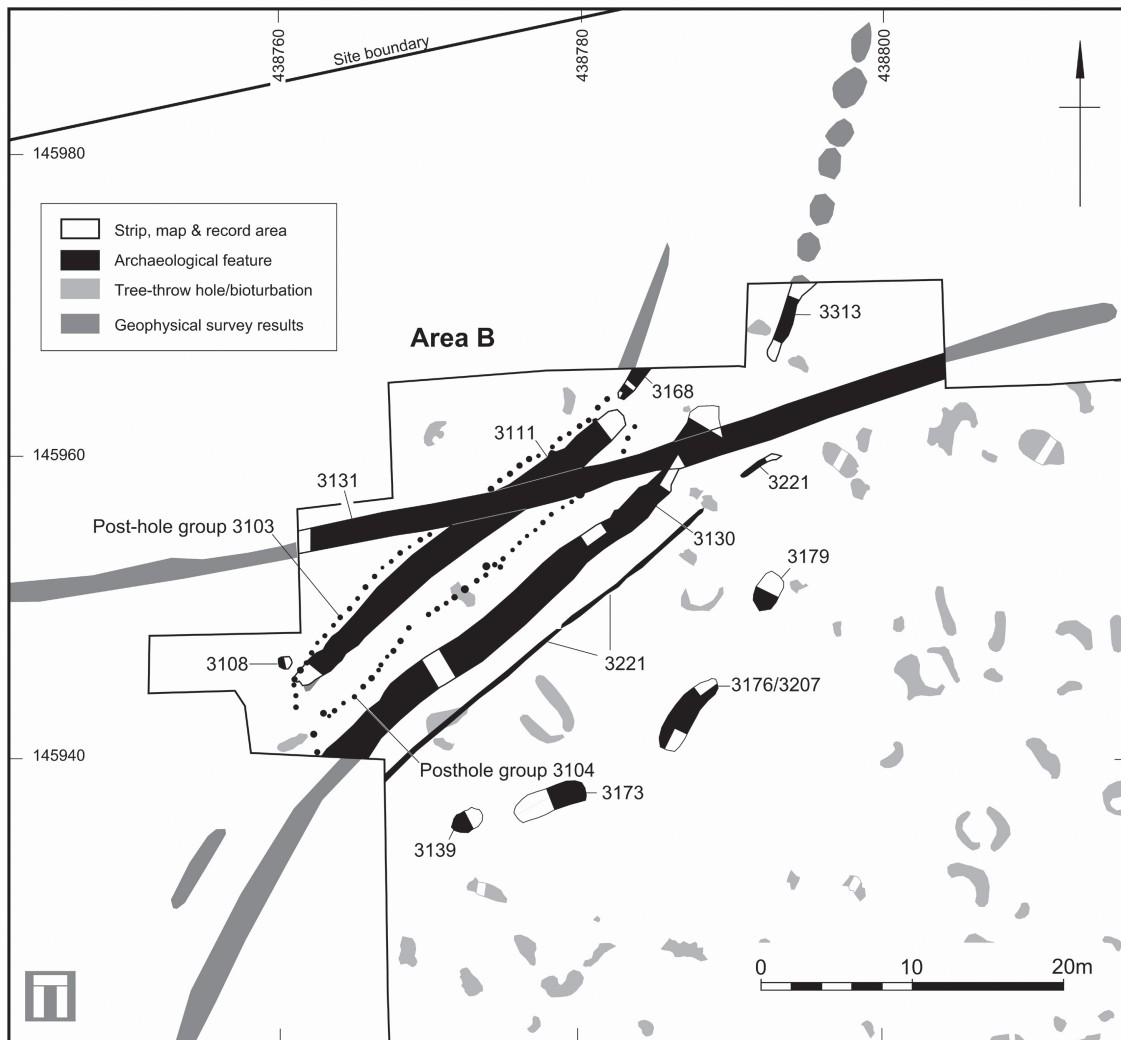 438760
438780
438800
Site boundary
145980
Strip, map & record area
Archaeological feature
Tree-throw hole/bioturbation
Geophysical survey results
Area B
3313
3168
3111
145960
3131
3221
Post-hole group 3103
3130
3179
3108
3221
3176/3207
145940
Posthole group 3104
3173
3139
0 10 20m